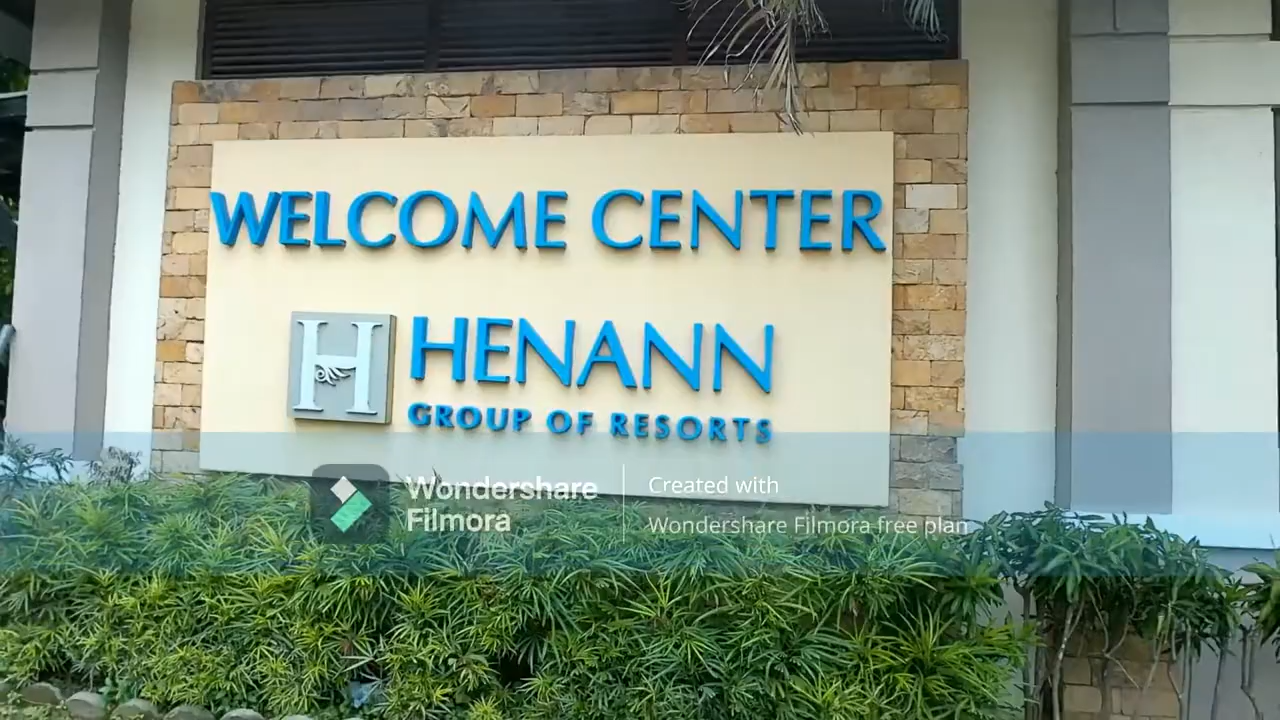 WELCOME CENTER
H
HENANN
GROUP OF RESORTS
Wondershare
Filmora
Created with
Wondershare Filmora free plan